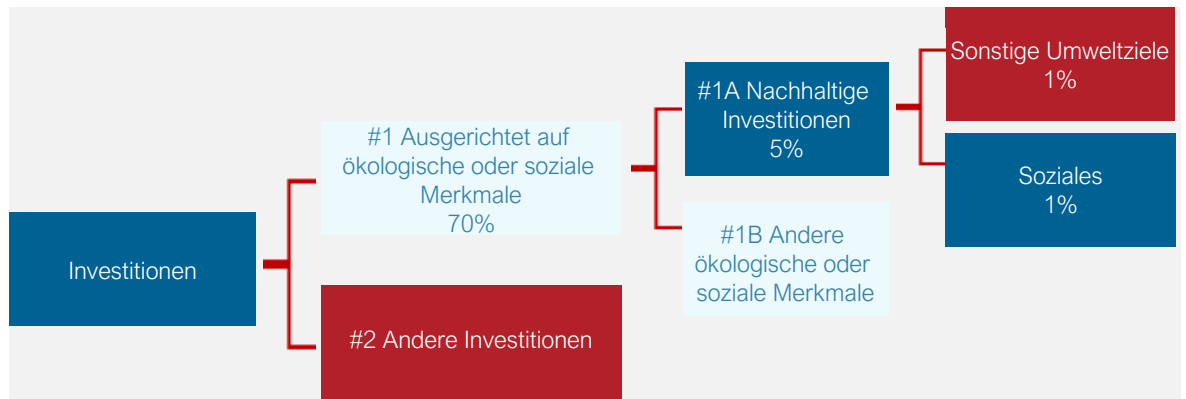 Investitionen
#1 Ausgerichtet auf
ökologische oder soziale
Merkmale
70%
#2 Andere Investitionen
#1A Nachhaltige
Investitionen
5%
#1B Andere
ökologische oder
soziale Merkmale
Sonstige Umweltziele
1%
Soziales
1%